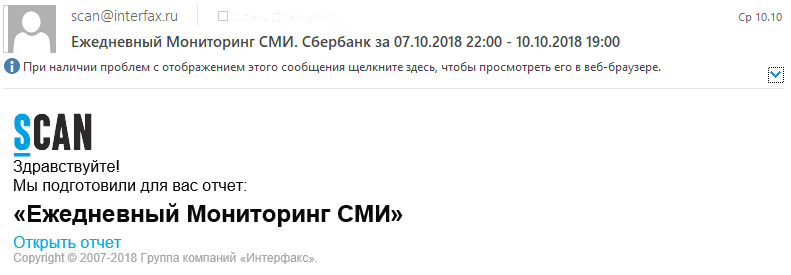 scan@interfax.ru
Ср 10.10
Ежедневный Мониторинг СМИ. Сбербанк за 07.10.2018 22:00 - 10.10.2018 19:00
При наличии проблем с отображением этого сообщения щелкните здесь, чтобы просмотреть его в веб-браузере.
SCAN
Здравствуйте!
Мы подготовили для вас отчет:
«Ежедневный Мониторинг СМИ»
Открыть отчет
Copyright © 2007-2018 Группа компаний «Интерфакс».